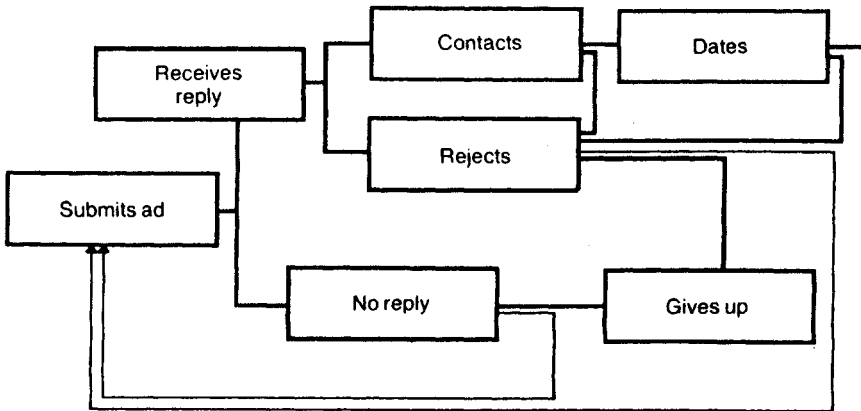 Contacts
Dates
Receives
reply
Rejects
Submits ad
No reply
Gives up